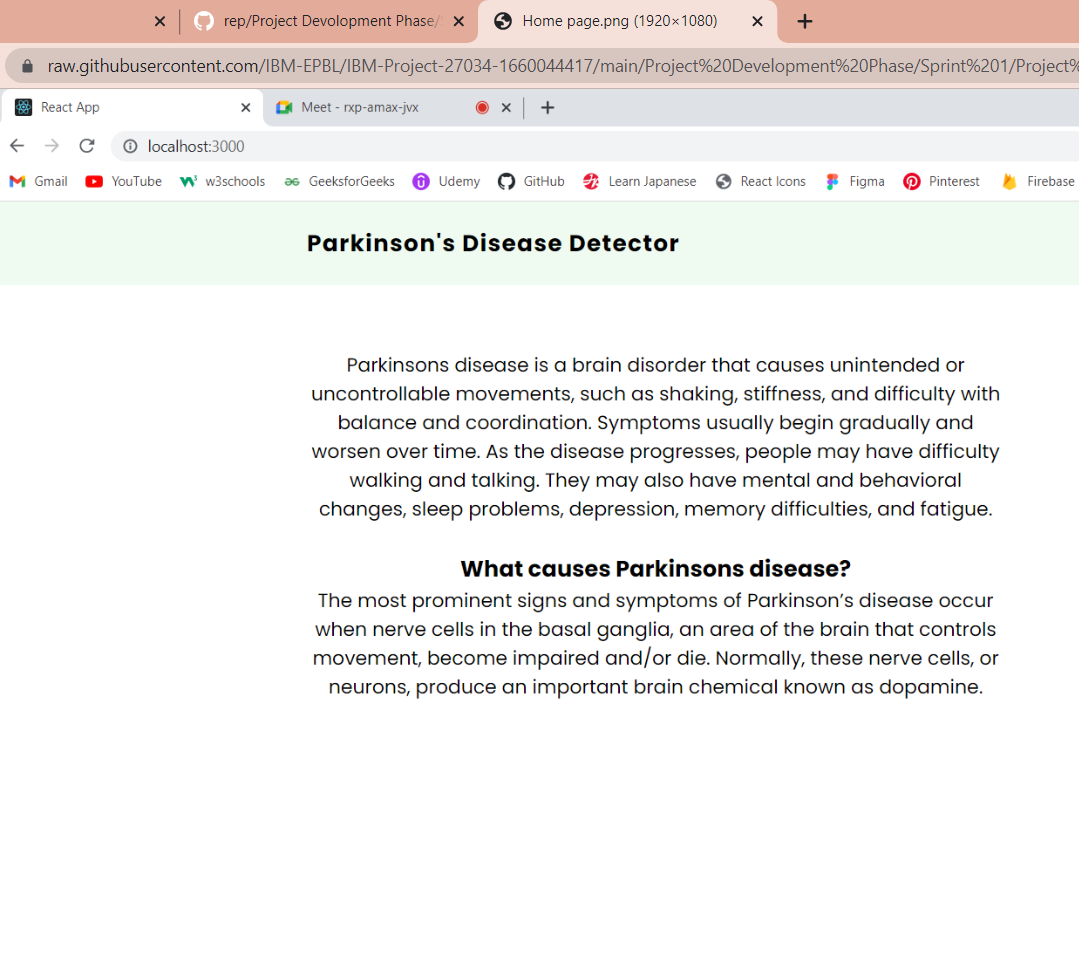 rep/Project Devolopment Phase/
Home page.png (1920×1080)
raw.githubusercontent.com/IBM-EPBL/IBM-Project-27034-1660044417/main/Project%20Development%20Phase/Sprint%201/Project%
React App
Meet - rxp-amax-jvx
localhost:3000
Gmail YouTube w3schools GeeksforGeeks Udemy GitHub Learn Japanese React Icons Figma Pinterest Firebase
Parkinson's Disease Detector
Parkinsons disease is a brain disorder that causes unintended or
uncontrollable movements, such as shaking, stiffness, and difficulty with
balance and coordination. Symptoms usually begin gradually and
worsen over time. As the disease progresses, people may have difficulty
walking and talking. They may also have mental and behavioral
changes, sleep problems, depression, memory difficulties, and fatigue.
What causes Parkinsons disease?
The most prominent signs and symptoms of Parkinson’s disease occur
when nerve cells in the basal ganglia, an area of the brain that controls
movement, become impaired and/or die. Normally, these nerve cells, or
neurons, produce an important brain chemical known as dopamine.